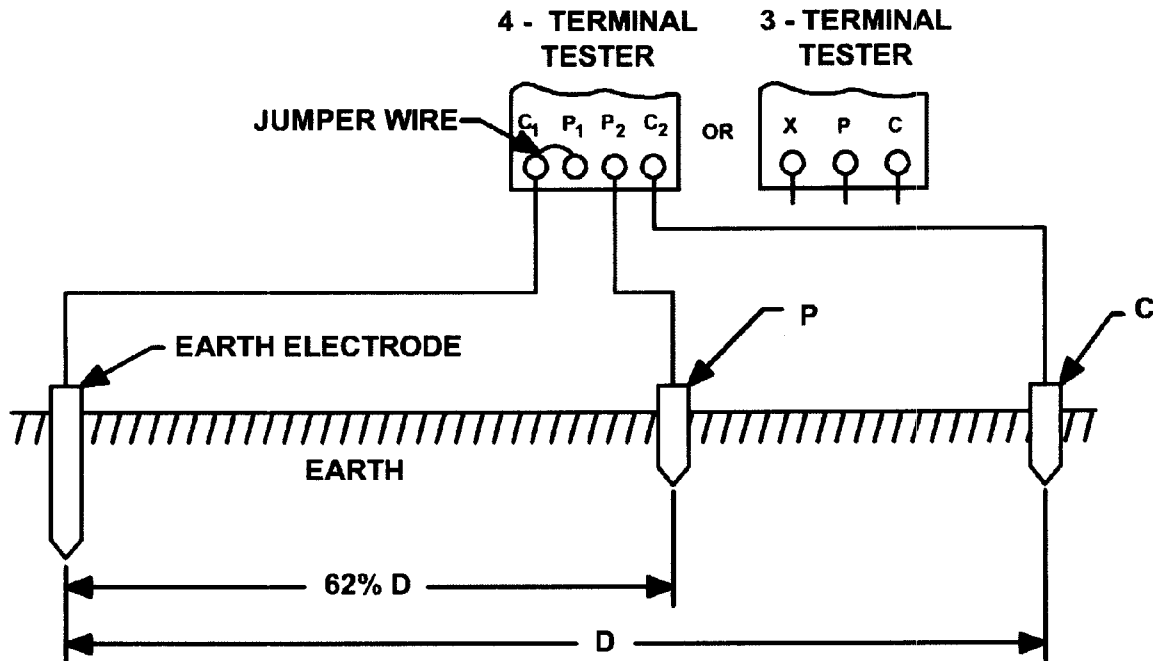 4 - TERMINAL
TESTER
3 - TERMINAL
TESTER
JUMPER WIRE
C1 P1 P2 C2
OR
X P C
EARTH ELECTRODE
P
C
EARTH
62% D
D